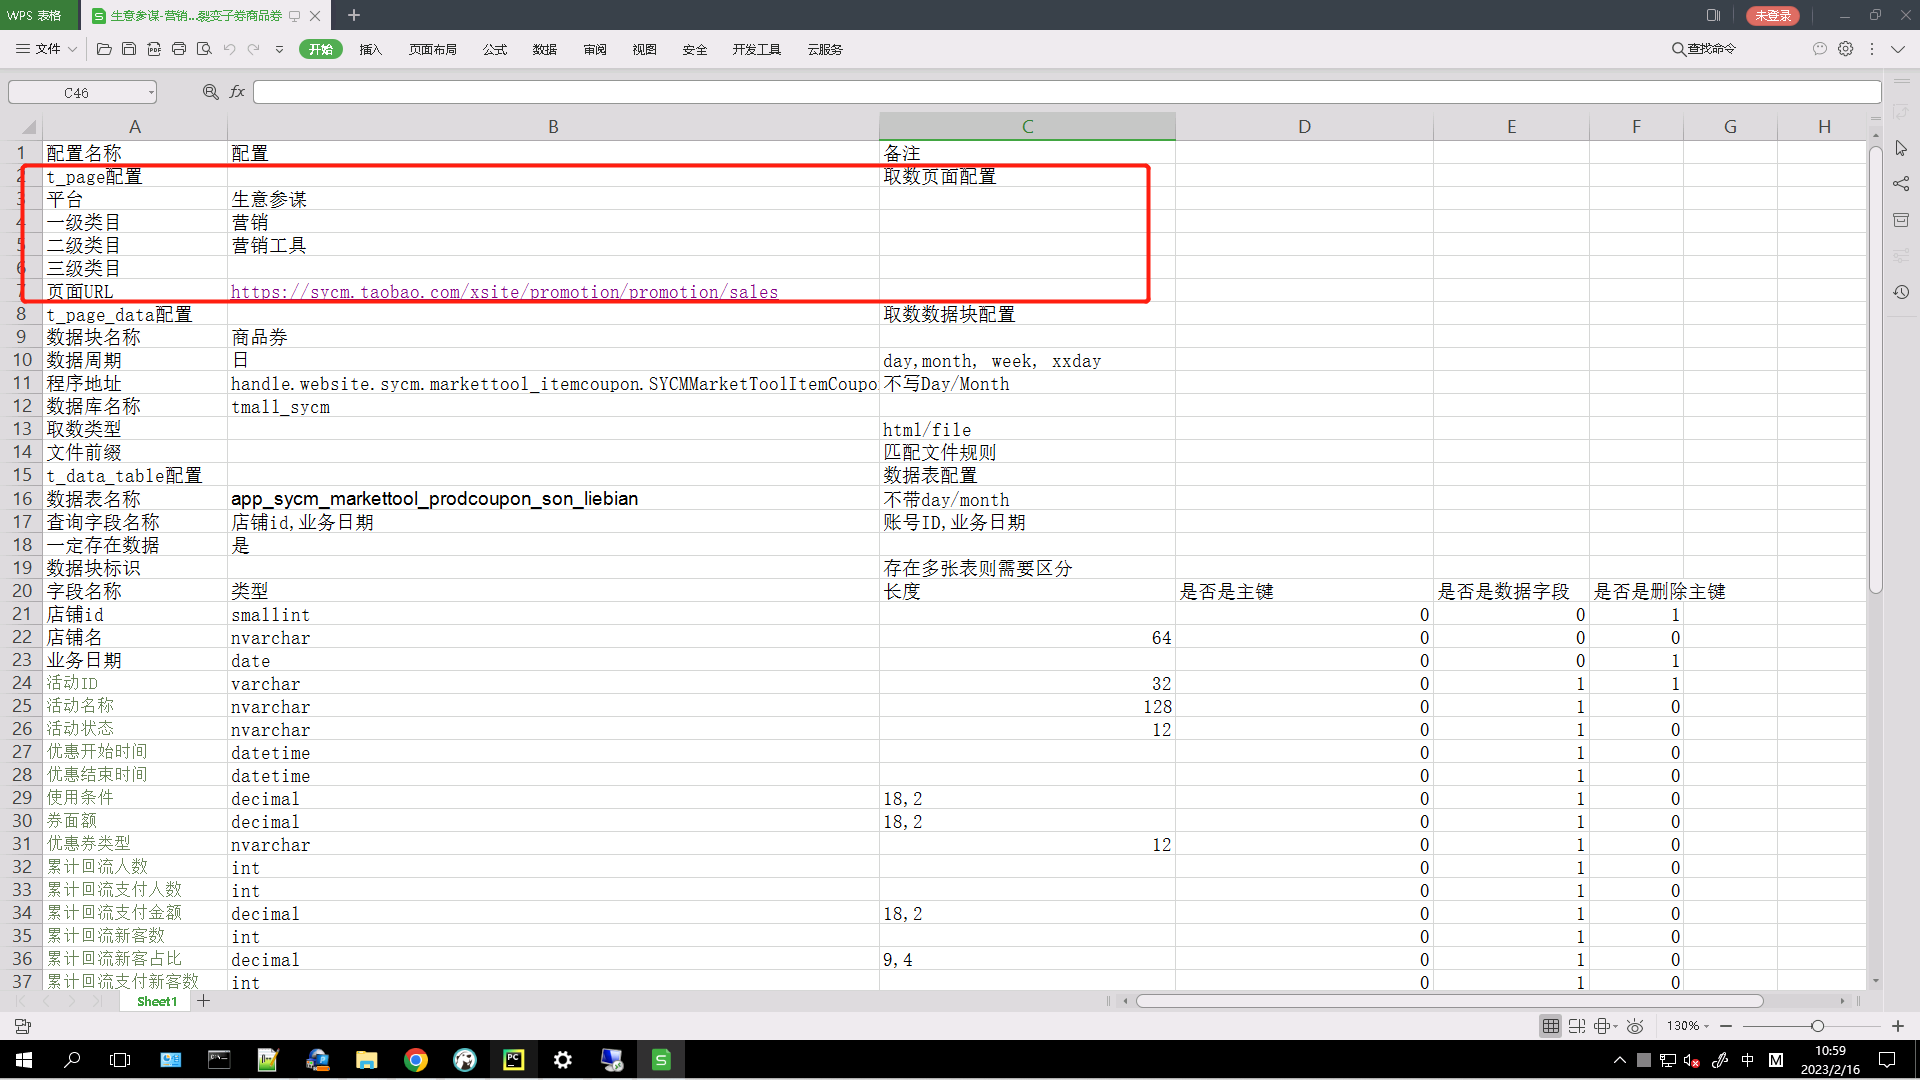 WPS 表格 生意参谋-营销...裂变子券商品券 未登录
文件 开始 插入 页面布局 公式 数据 审阅 视图 安全 开发工具 云服务 查找命令
C46 fx
A B C D E F G H
1 配置名称 配置 备注
2 t_page配置 取数页面配置
3 平台 生意参谋
4 一级类目 营销
5 二级类目 营销工具
6 三级类目
7 页面URL https://sycm.taobao.com/xsite/promotion/promotion/sales
8 t_page_data配置 取数数据块配置
9 数据块名称 商品券
10 数据周期 日 day,month, week, xxday
11 程序地址 handle.website.sycm.markettool_itemcoupon.SYCMMarketToolItemCoupo 不写Day/Month
12 数据库名称 tmall_sycm
13 取数类型 html/file
14 文件前缀 匹配文件规则
15 t_data_table配置 数据表配置
16 数据表名称 app_sycm_markettool_prodcoupon_son_liebian 不带day/month
17 查询字段名称 店铺id,业务日期 账号ID,业务日期
18 一定存在数据 是
19 数据块标识 存在多张表则需要区分
20 字段名称 类型 长度 是否是主键 是否是数据字段 是否是删除主键
21 店铺id smallint 0 0 1
22 店铺名 nvarchar 64 0 0 0
23 业务日期 date 0 0 1
24 活动ID varchar 32 0 1 1
25 活动名称 nvarchar 128 0 1 0
26 活动状态 nvarchar 12 0 1 0
27 优惠开始时间 datetime 0 1 0
28 优惠结束时间 datetime 0 1 0
29 使用条件 decimal 18,2 0 1 0
30 券面额 decimal 18,2 0 1 0
31 优惠券类型 nvarchar 12 0 1 0
32 累计回流人数 int 0 1 0
33 累计回流支付人数 int 0 1 0
34 累计回流支付金额 decimal 18,2 0 1 0
35 累计回流新客数 int 0 1 0
36 累计回流新客占比 decimal 9,4 0 1 0
37 累计回流支付新客数 int 0 1 0
Sheet1
130%
中 M 10:59
2023/2/16